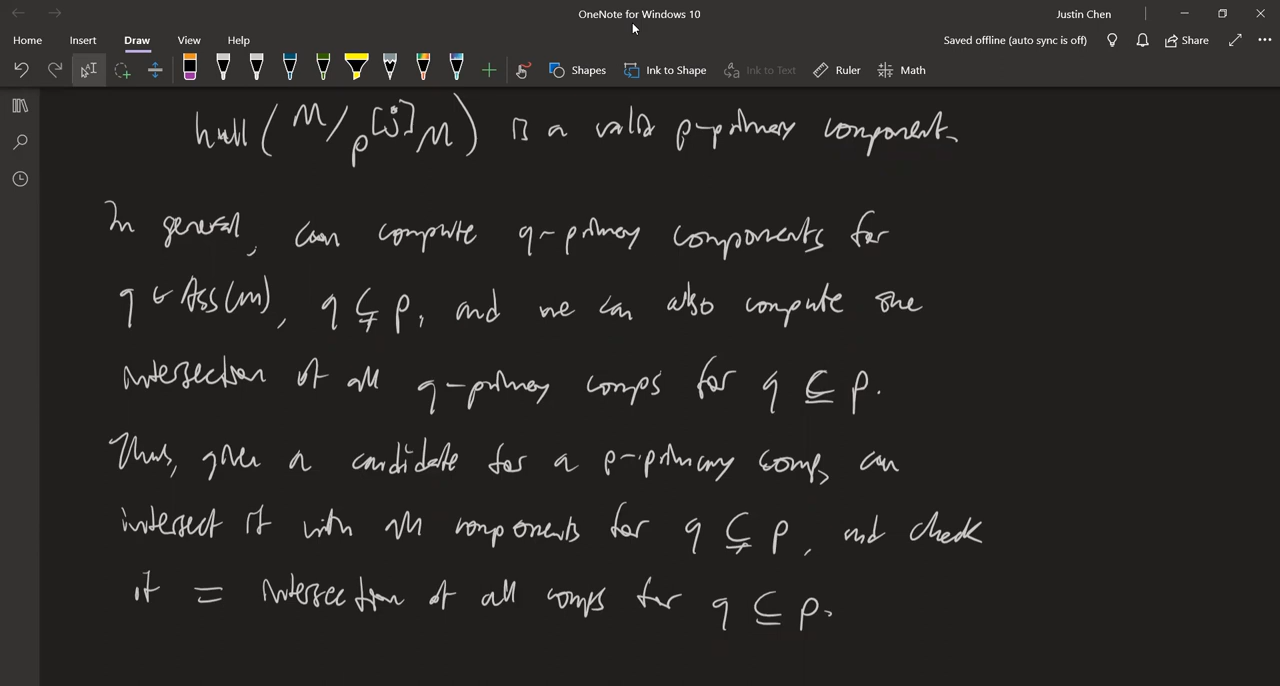 OneNote for Windows 10
Justin Chen
Home Insert Draw View Help
Saved offline (auto sync is off) Share
Shapes Ink to Shape Ink to Text Ruler Math
hull ( M/p^[j]M ) is a valid p-primary component.
In general, can compute q-primary components for
q ∈ Ass(M), q ⊊ p, and we can also compute the
intersection of all q-primary comps for q ⊆ p.
Thus, given a candidate for a p-primary comp, can
intersect it with all components for q ⊊ p, and check
if = intersection of all comps for q ⊆ p.